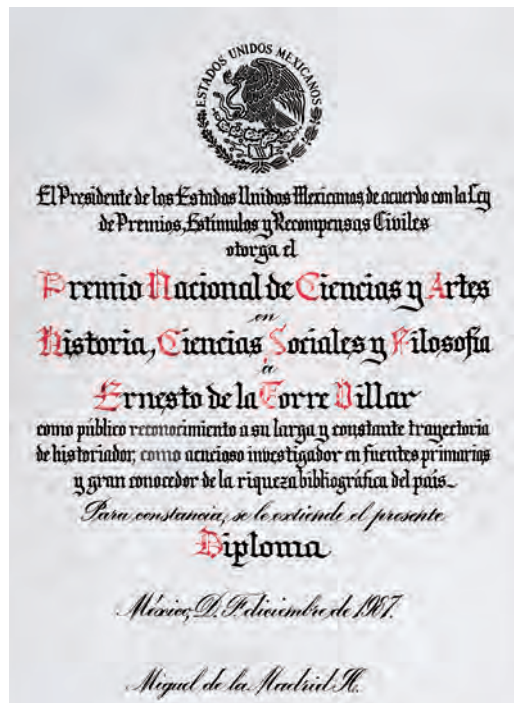 ESTADOS UNIDOS MEXICANOS
El Presidente de los Estados Unidos Mexicanos de acuerdo con la Ley
de Premios, Estímulos y Recompensas Civiles
otorga el
Premio Nacional de Ciencias y Artes
en
Historia, Ciencias Sociales y Filosofía
a
Ernesto de la Torre Villar
como público reconocimiento a su larga y constante trayectoria
de historiador, como acucioso investigador en fuentes primarias
y gran conocedor de la riqueza bibliográfica del país.
Para constancia, se le extiende el presente
Diploma
México, D. F. diciembre de 1987.
Miguel de la Madrid H.